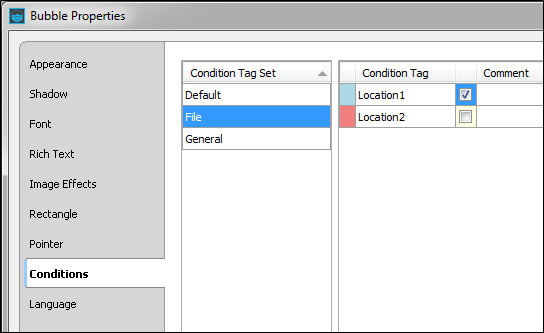 Bubble Properties
Appearance
Shadow
Font
Rich Text
Image Effects
Rectangle
Pointer
Conditions
Language
Condition Tag Set
Default
File
General
Condition Tag Comment
Location1
Location2